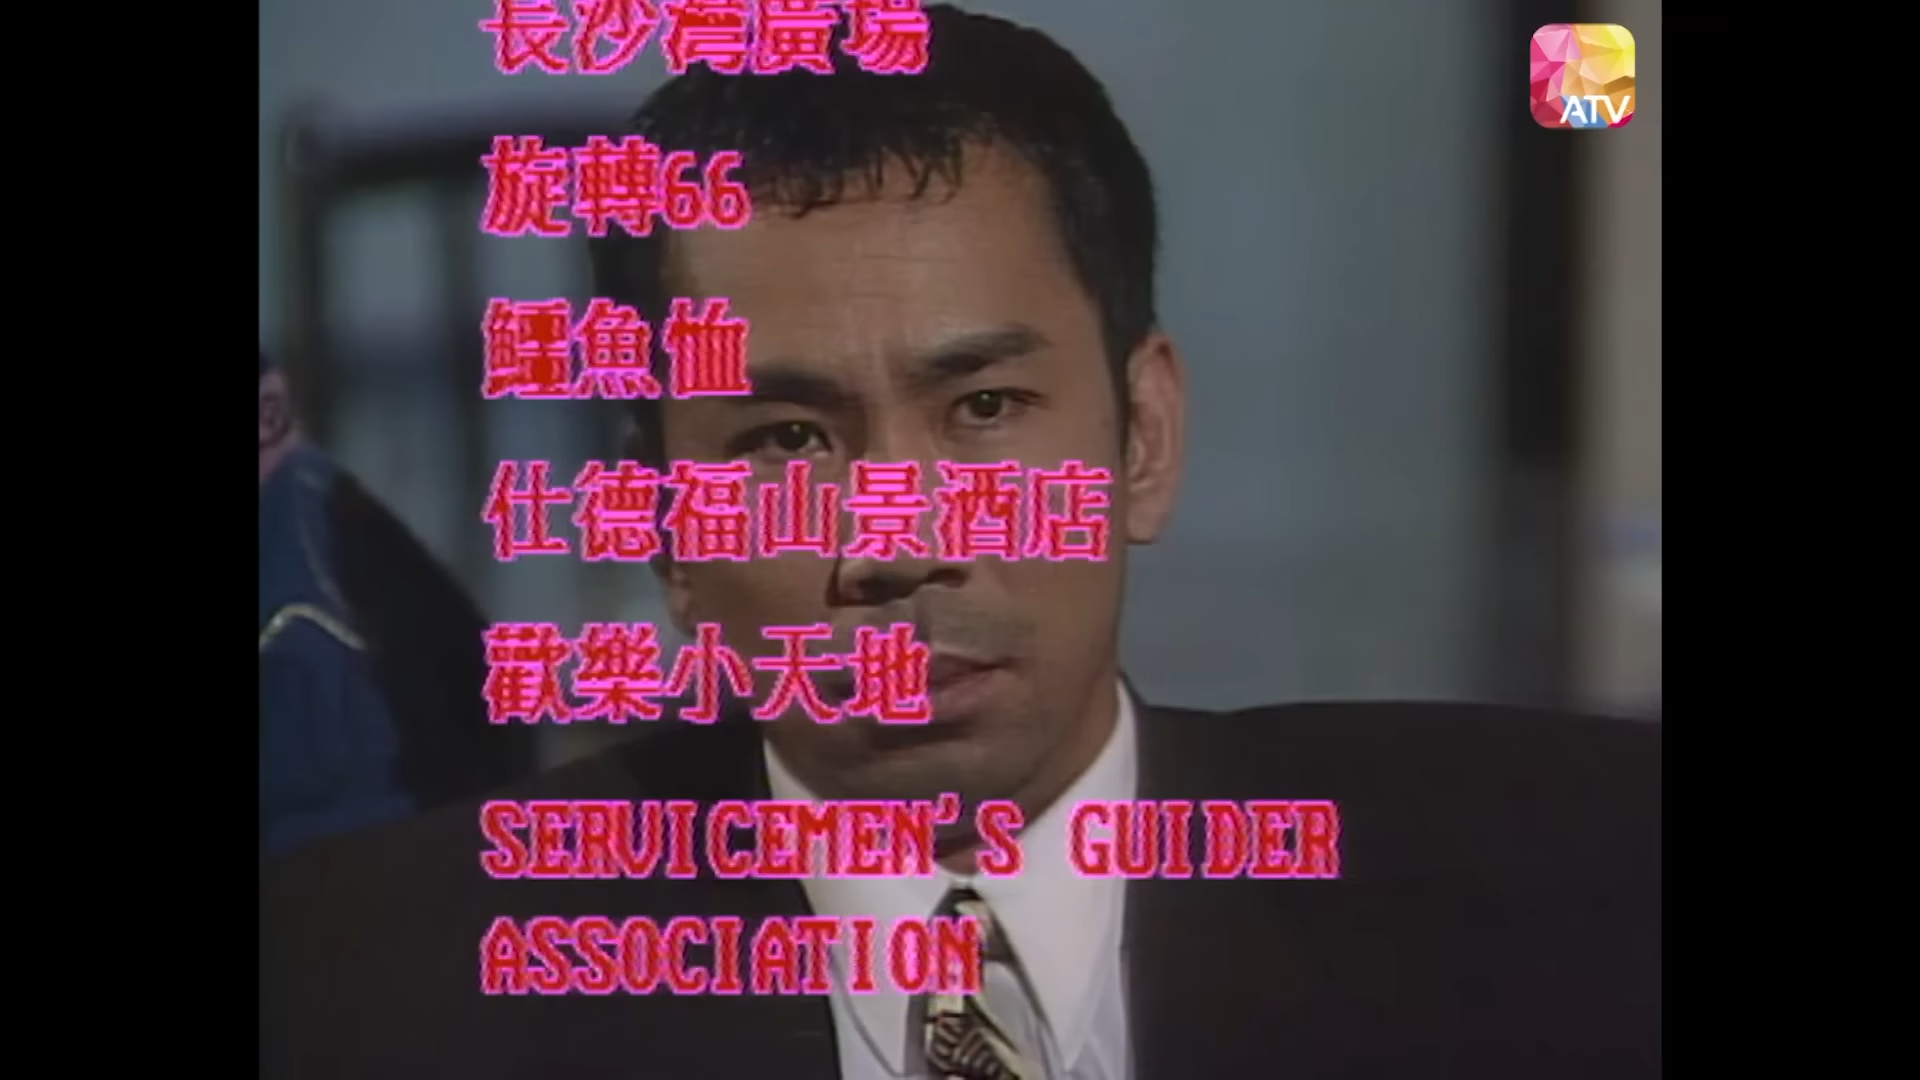 長沙灣廣場
ATV
旋轉66
鱷魚恤
仕德福山景酒店
歡樂小天地
SERVICEMEN'S GUIDER
ASSOCIATION